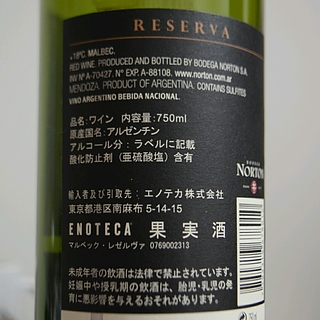 RESERVA
+18ºC. MALBEC.
RED WINE. PRODUCED AND BOTTLED BY BODEGA NORTON S.A.
INV Nº A-70427. Nº EXP. A-88108. www.norton.com.ar
MENDOZA. PRODUCT OF ARGENTINA. CONTAINS SULFITES
VINO ARGENTINO BEBIDA NACIONAL.
品名:ワイン 内容量:750ml
原産国名:アルゼンチン
アルコール分:ラベルに記載
酸化防止剤(亜硫酸塩)含有
BODEGA
NORTON
輸入者及び引取先:エノテカ株式会社
東京都港区南麻布5-14-15
ENOTECA 果実酒
マルベック・レゼルヴァ 0769002313
未成年者の飲酒は法律で禁止されています。
妊娠中や授乳期の飲酒は、胎児・乳児の発
育に悪影響を与えるおそれがあります。